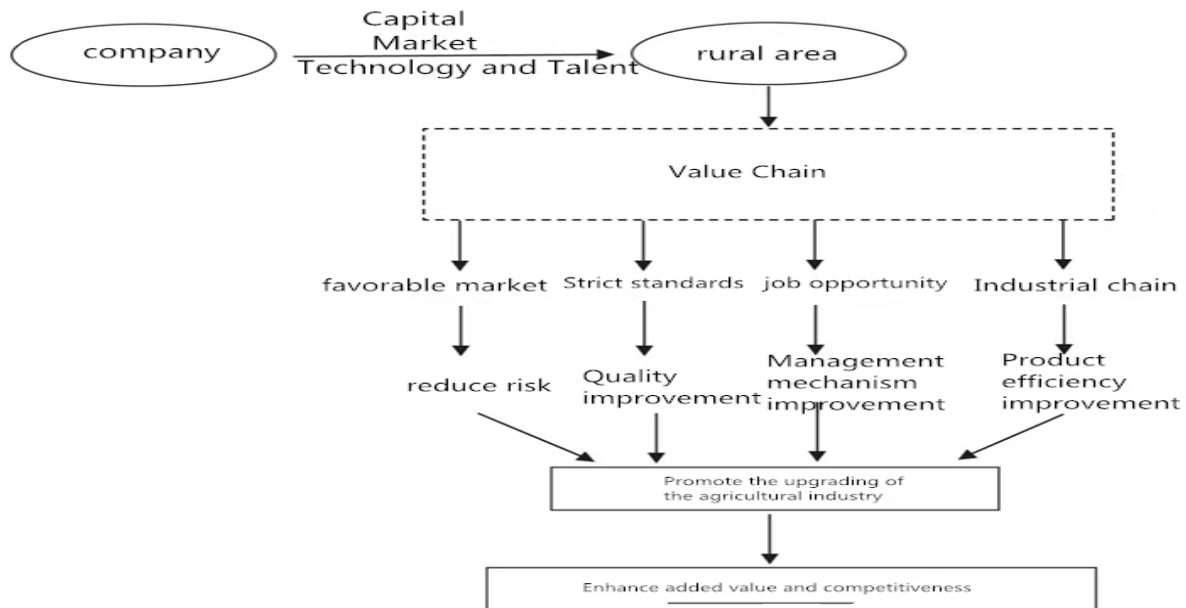 Capital
Market
company
rural area
Technology and Talent
Value Chain
favorable market
Strict standards
job opportunity
Industrial chain
reduce risk
Quality
improvement
Management
mechanism
improvement
Product
efficiency
improvement
Promote the upgrading of
the agricultural industry
Enhance added value and competitiveness